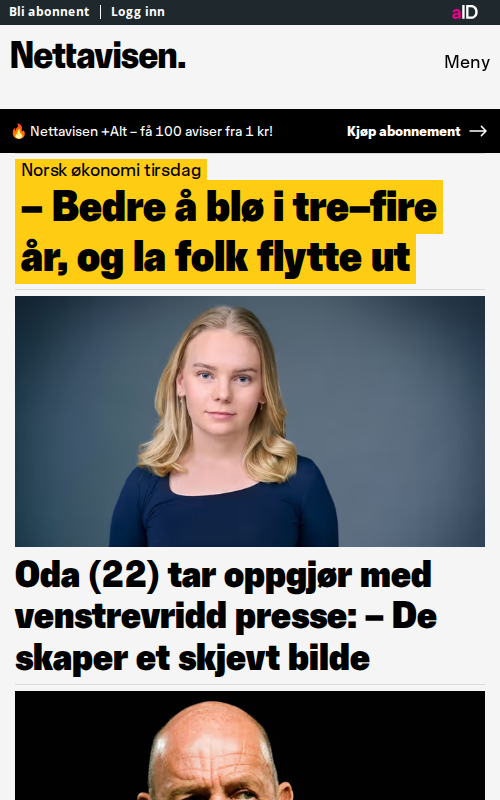 Bli abonnent | Logg inn
aID
Nettavisen.
Meny
🔥 Nettavisen +Alt – få 100 aviser fra 1 kr!
Kjøp abonnement →
Norsk økonomi tirsdag
– Bedre å blø i tre–fire
år, og la folk flytte ut
Oda (22) tar oppgjør med
venstrevridd presse: – De
skaper et skjevt bilde